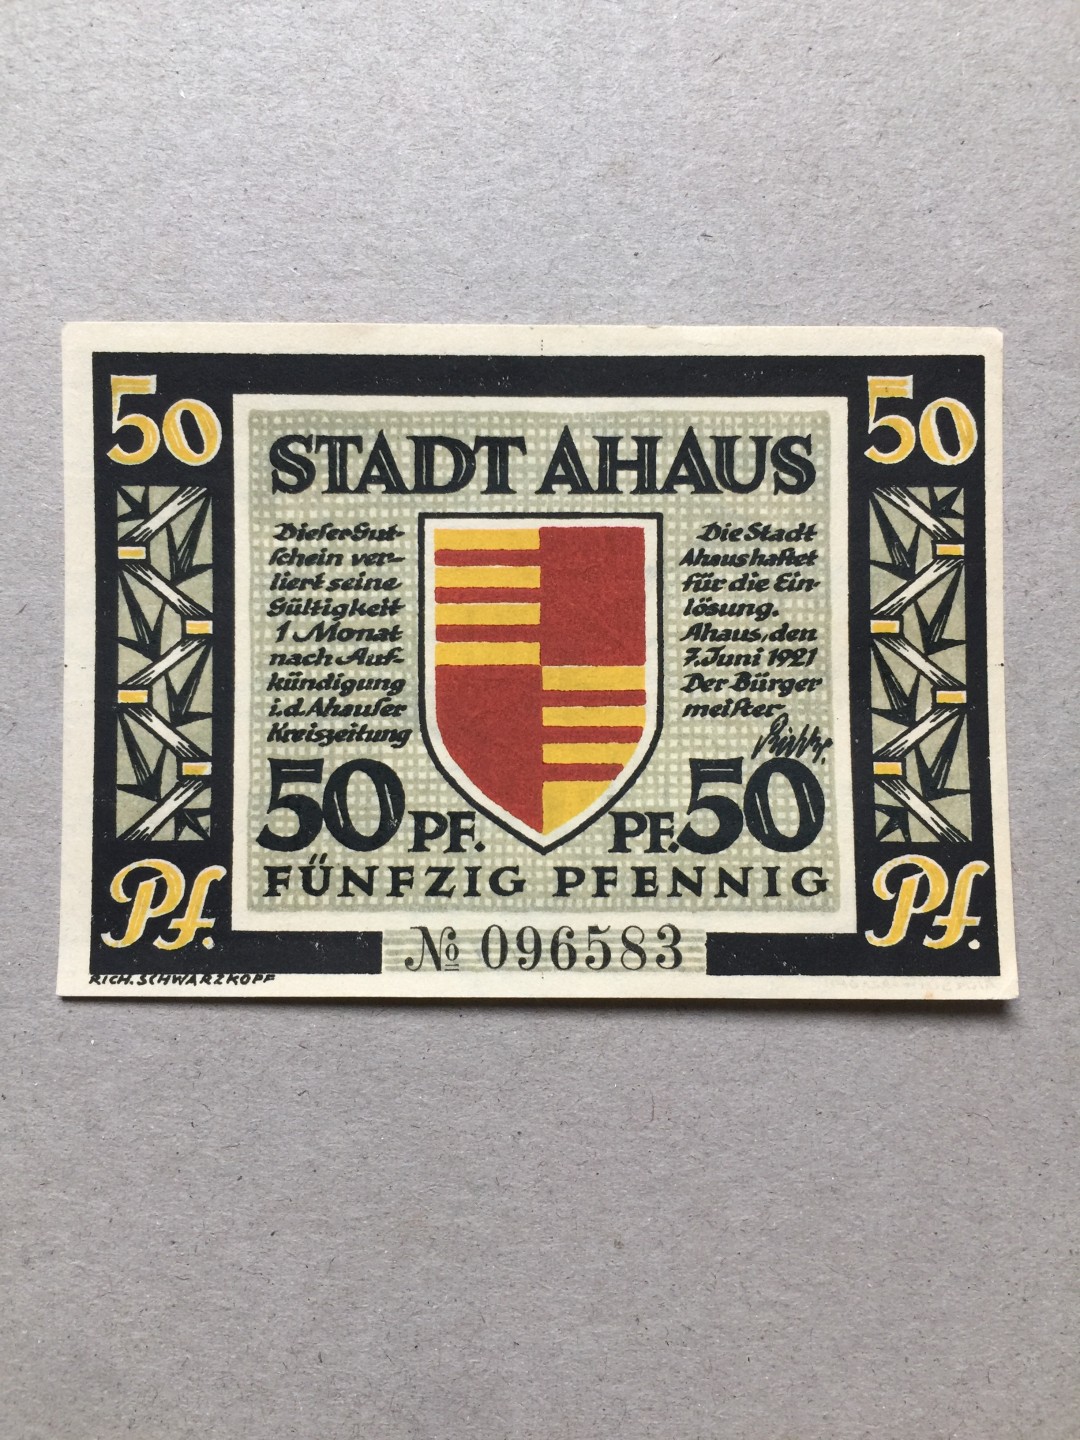 50
50
STADT AHAUS
Dieser Gut-
schein ver-
liert seine
Gültigkeit
1 Monat
nach Auf-
kündigung
i.d. Ahauser
Kreiszeitung
Die Stadt
Ahaus haftet
für die Ein-
lösung.
Ahaus, den
7. Juni 1921
Der Bürger
meister
50 PF.
PF. 50
FÜNFZIG PFENNIG
Pf.
Pf.
№ 096583
RICH. SCHWARZKOPF